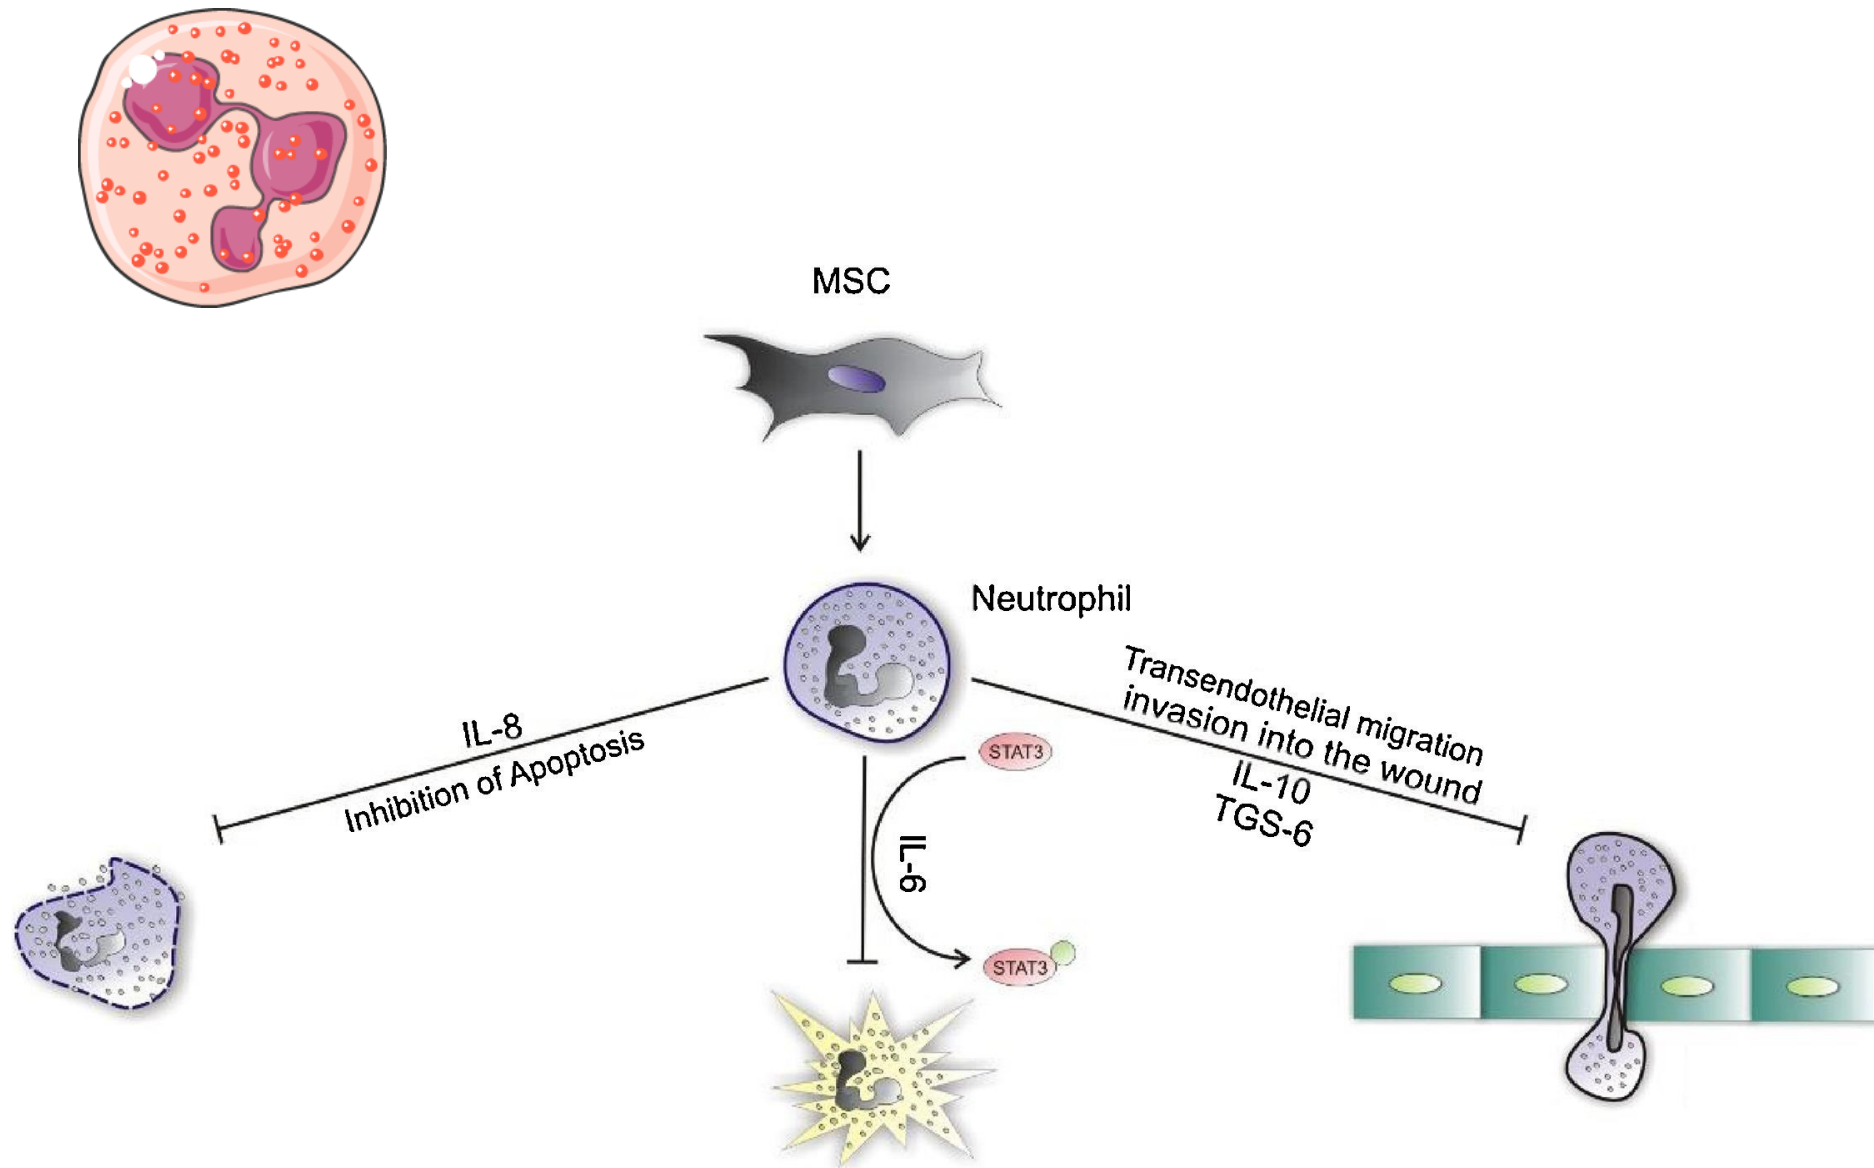 MSC
Neutrophil
IL-8
Inhibition of Apoptosis
STAT3
IL-6
STAT3
Transendothelial migration
invasion into the wound
IL-10
TGS-6